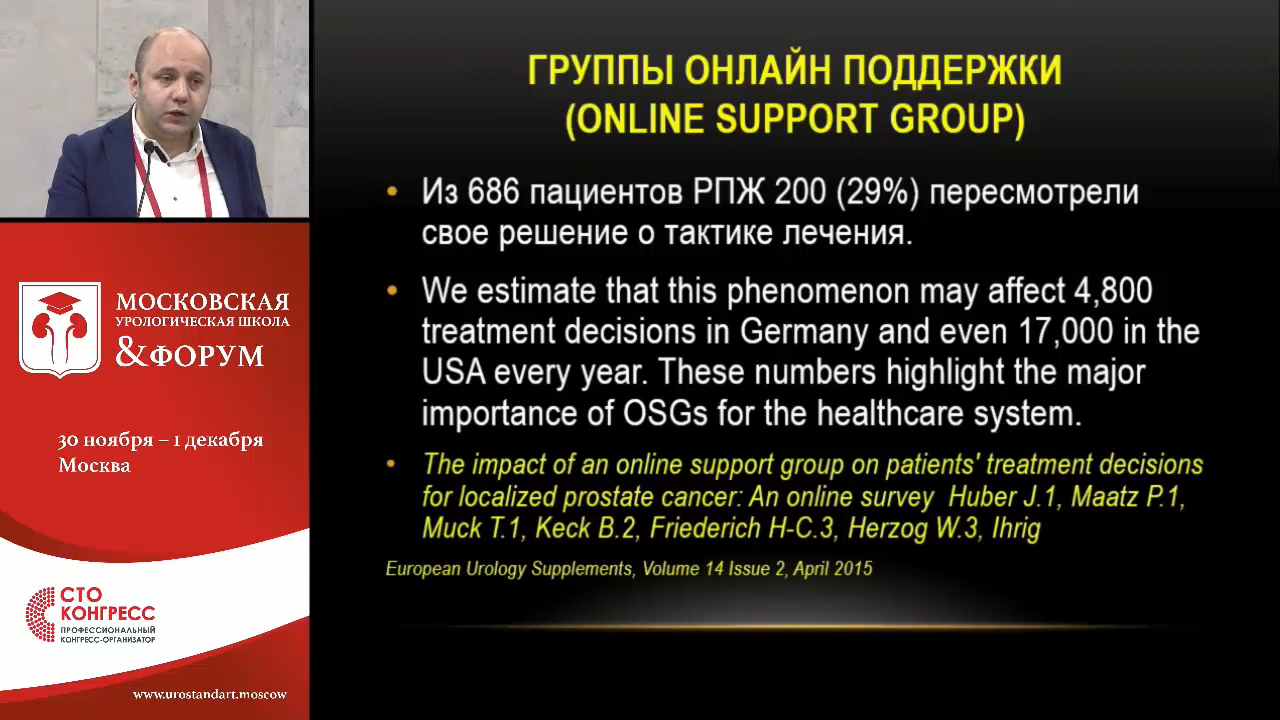 ГРУППЫ ОНЛАЙН ПОДДЕРЖКИ
(ONLINE SUPPORT GROUP)
• Из 686 пациентов РПЖ 200 (29%) пересмотрели
свое решение о тактике лечения.
• We estimate that this phenomenon may affect 4,800
treatment decisions in Germany and even 17,000 in the
USA every year. These numbers highlight the major
importance of OSGs for the healthcare system.
• The impact of an online support group on patients' treatment decisions
for localized prostate cancer: An online survey Huber J.1, Maatz P.1,
Muck T.1, Keck B.2, Friederich H-C.3, Herzog W.3, Ihrig
European Urology Supplements, Volume 14 Issue 2, April 2015
МОСКОВСКАЯ
УРОЛОГИЧЕСКАЯ ШКОЛА
&ФОРУМ
30 ноября – 1 декабря
Москва
СТО
КОНГРЕСС
ПРОФЕССИОНАЛЬНЫЙ
КОНГРЕСС-ОРГАНИЗАТОР
www.urostandart.moscow